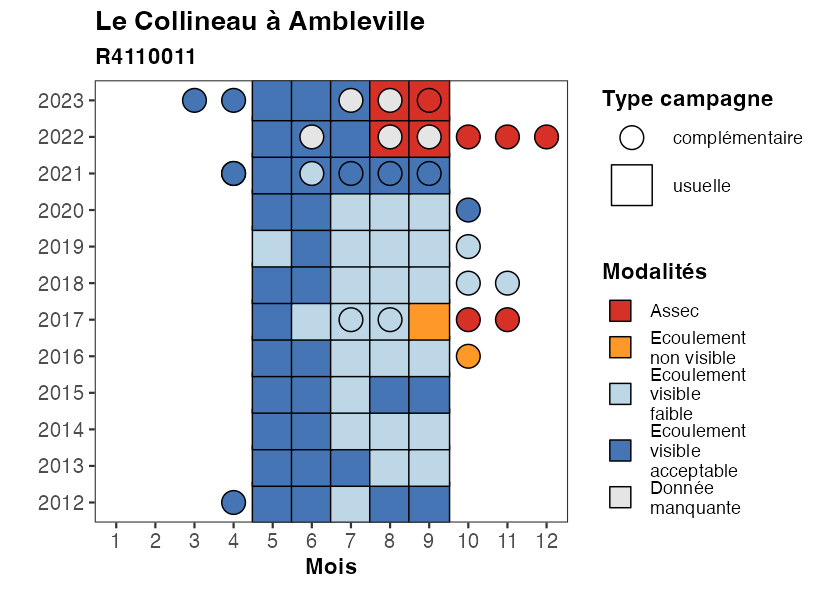 Le Collineau à Ambleville
R4110011
2023
2022
2021
2020
2019
2018
2017
2016
2015
2014
2013
2012
1 2 3 4 5 6 7 8 9 10 11 12
Mois
Type campagne
complémentaire
usuelle
Modalités
Assec
Ecoulement
non visible
Ecoulement
visible
faible
Ecoulement
visible
acceptable
Donnée
manquante